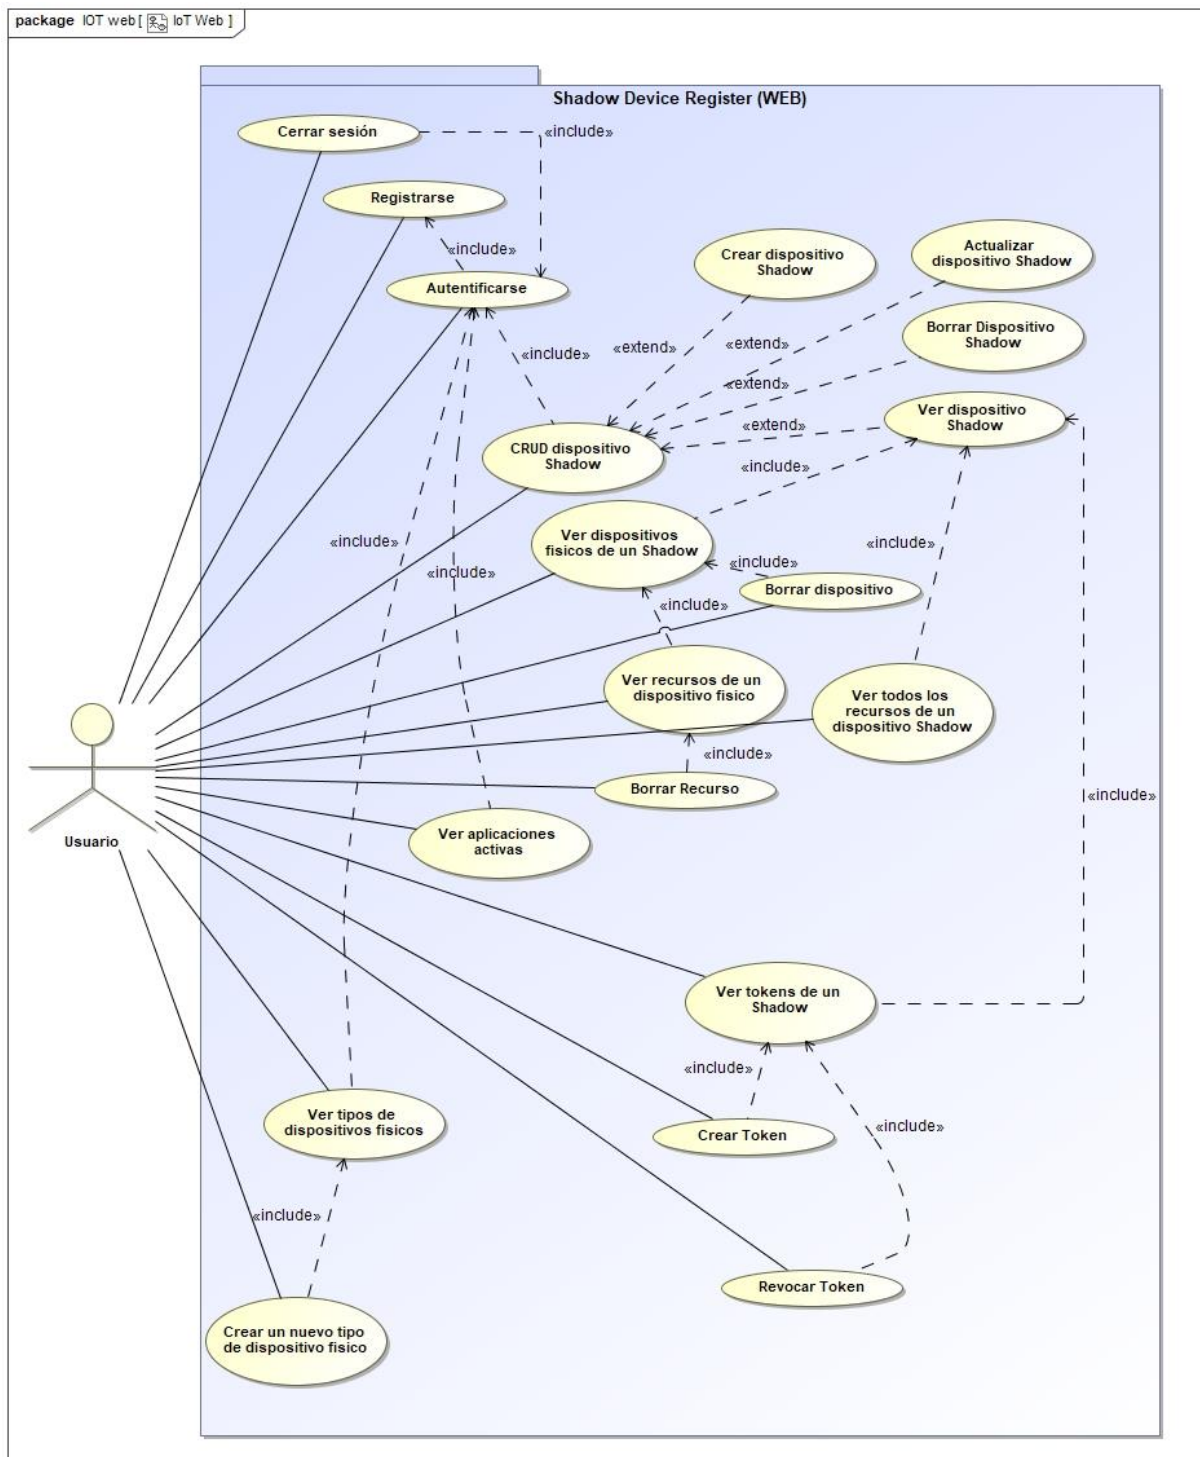 package IOT web [ IoT Web ]
Shadow Device Register (WEB)
Cerrar sesión
«include»
Registrarse
«include»
Autentificarse
Crear dispositivo
Shadow
Actualizar
dispositivo Shadow
Borrar Dispositivo
Shadow
«include»
«extend»
«extend»
«extend»
Ver dispositivo
Shadow
«extend»
CRUD dispositivo
Shadow
«include»
Ver dispositivos
fisicos de un Shadow
«include»
«include»
«include»
«include»
Borrar dispositivo
«include»
Ver recursos de un
dispositivo fisico
Ver todos los
recursos de un
dispositivo Shadow
«include»
Borrar Recurso
«include»
Ver aplicaciones
activas
Usuario
Ver tokens de un
Shadow
«include»
Crear Token
«include»
Ver tipos de
dispositivos fisicos
«include»
Revocar Token
Crear un nuevo tipo
de dispositivo fisico